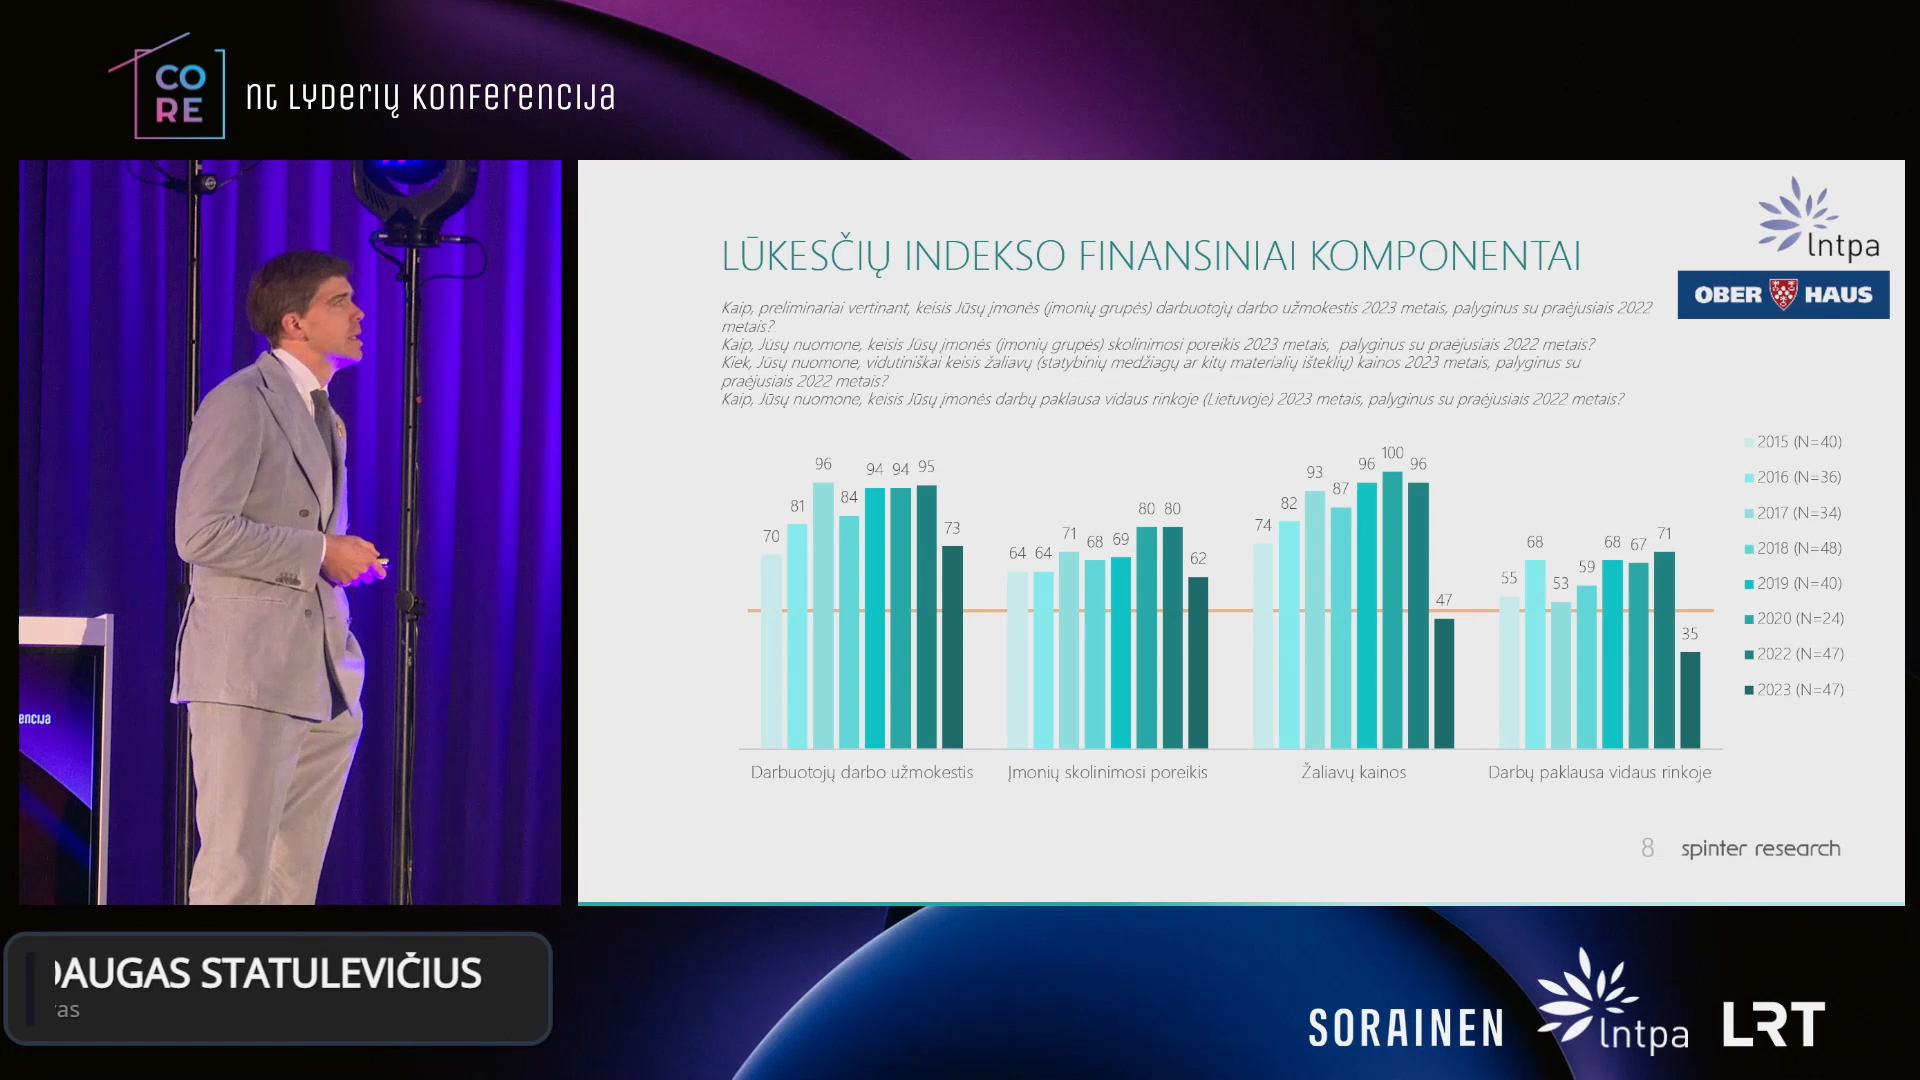 CO
RE
nt Lyderių Konferencija
encija
LŪKESČIŲ INDEKSO FINANSINIAI KOMPONENTAI
lntpa
OBER HAUS
Kaip, preliminariai vertinant, keisis Jūsų įmonės (įmonių grupės) darbuotojų darbo užmokestis 2023 metais, palyginus su praėjusiais 2022
metais?
Kaip, Jūsų nuomone, keisis Jūsų įmonės (įmonių grupės) skolinimosi poreikis 2023 metais, palyginus su praėjusiais 2022 metais?
Kiek, Jūsų nuomone, vidutiniškai keisis žaliavų (statybinių medžiagų ar kitų materialių išteklių) kainos 2023 metais, palyginus su
praėjusiais 2022 metais?
Kaip, Jūsų nuomone, keisis Jūsų įmonės darbų paklausa vidaus rinkoje (Lietuvoje) 2023 metais, palyginus su praėjusiais 2022 metais?
70 81 96 84 94 94 95 73
64 64 71 68 69 80 80 62
74 82 93 87 96 100 96 47
55 68 53 59 68 67 71 35
Darbuotojų darbo užmokestis
Įmonių skolinimosi poreikis
Žaliavų kainos
Darbų paklausa vidaus rinkoje
2015 (N=40)
2016 (N=36)
2017 (N=34)
2018 (N=48)
2019 (N=40)
2020 (N=24)
2022 (N=47)
2023 (N=47)
8 spinter research
DAUGAS STATULEVIČIUS
ras
SORAINEN
lntpa
LRT